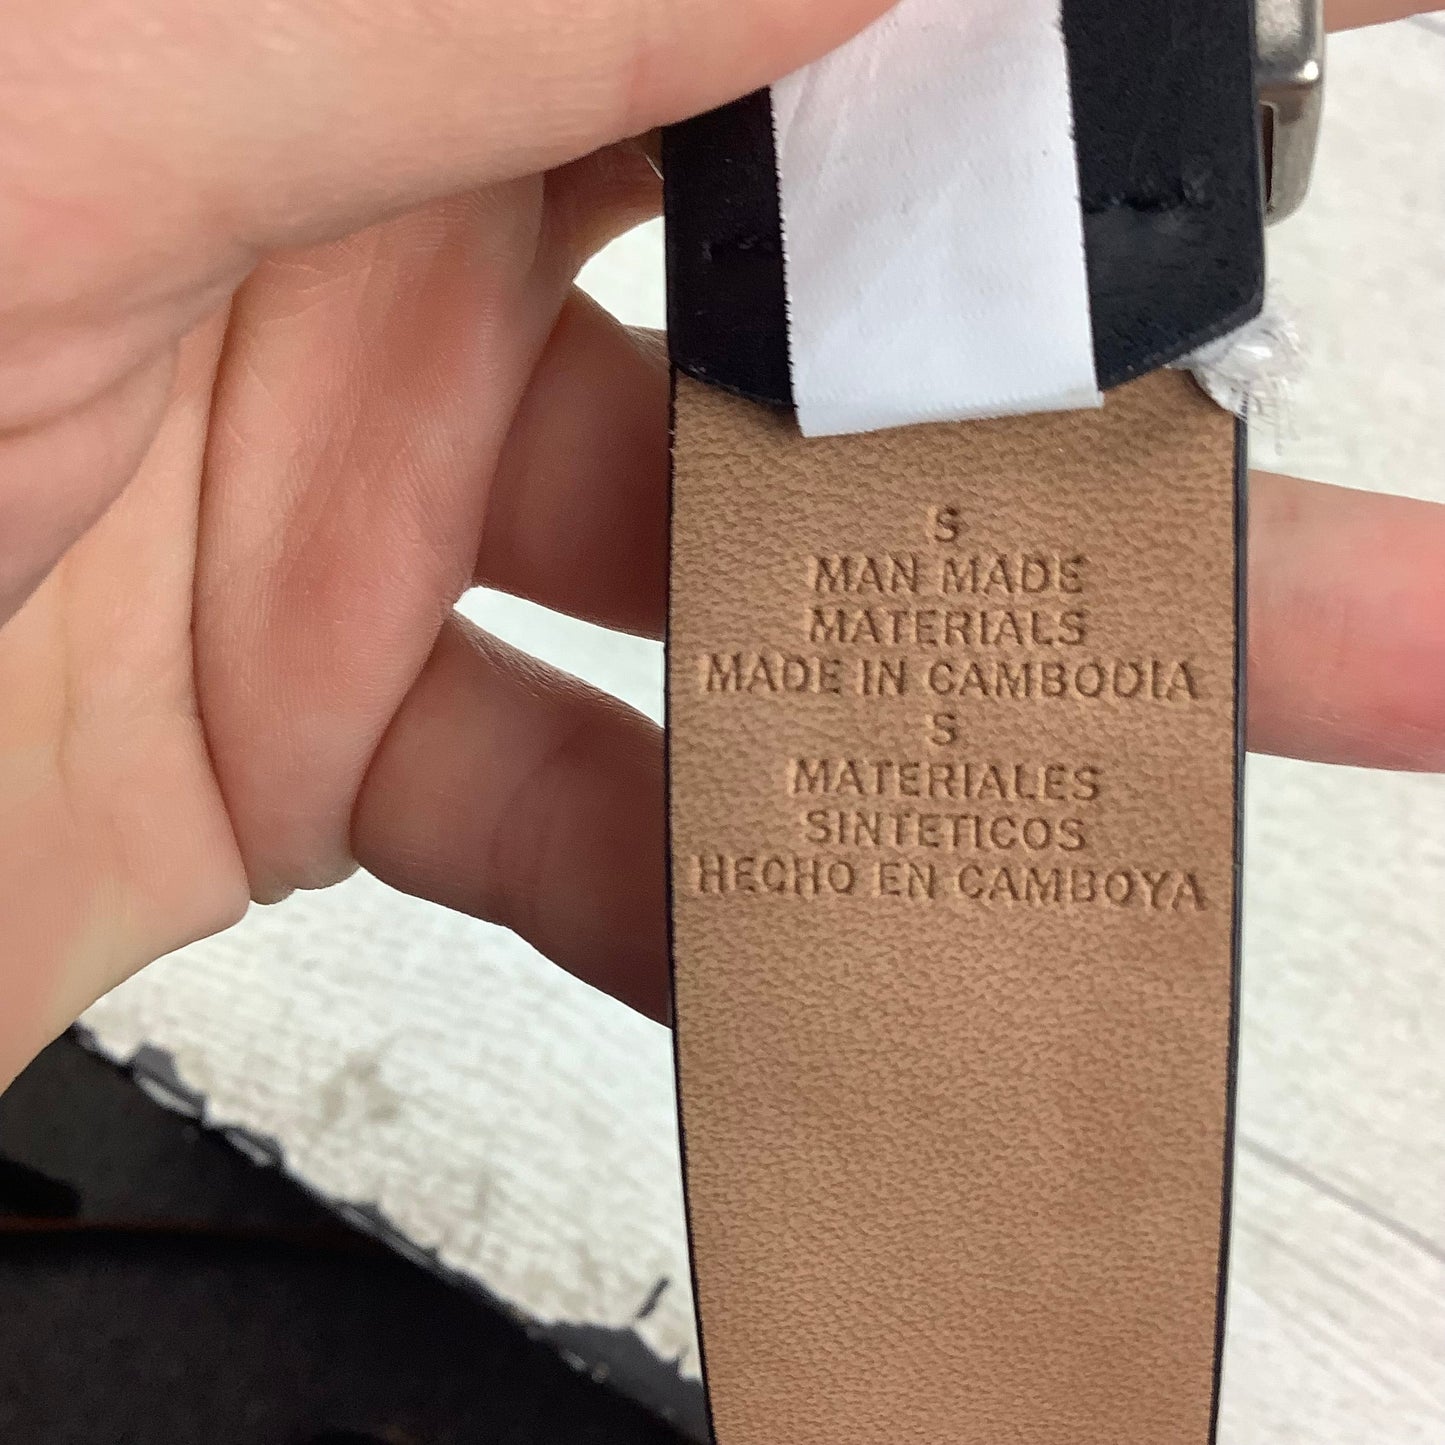 S
MAN MADE
MATERIALS
MADE IN CAMBODIA
S
MATERIALES
SINTETICOS
HECHO EN CAMBOYA